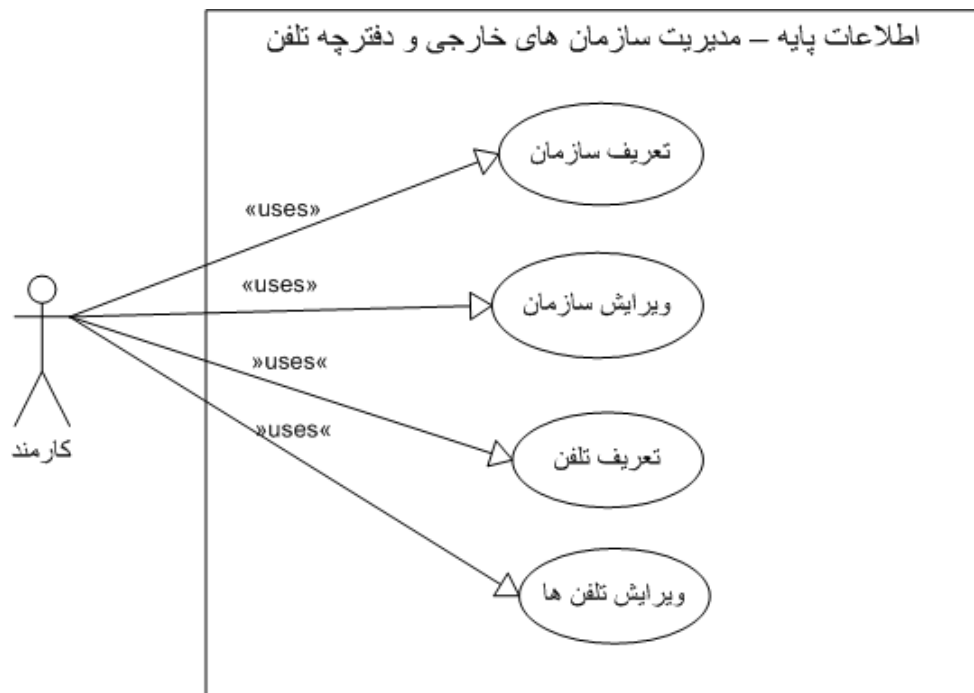 اطلاعات پایه – مدیریت سازمان های خارجی و دفترچه تلفن
تعریف سازمان
«uses»
ویرایش سازمان
«uses»
تعریف تلفن
»uses«
ویرایش تلفن ها
»uses«
کارمند